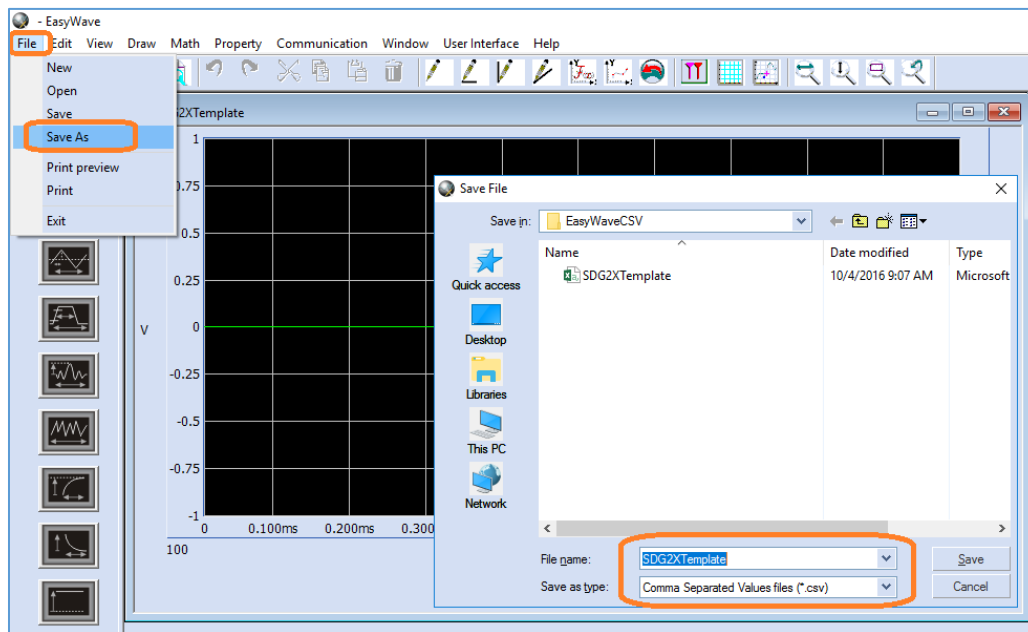 - EasyWave
File Edit View Draw Math Property Communication Window User Interface Help
New
Open
Save
Save As
Print preview
Print
Exit
2XTemplate
1
0.75
0.5
0.25
0
-0.25
-0.5
-0.75
-1
V
0 0.100ms 0.200ms 0.300
100
Save File
Save in: EasyWaveCSV
Name Date modified Type
SDG2XTemplate 10/4/2016 9:07 AM Microsoft
Quick access
Desktop
Libraries
This PC
Network
File name: SDG2XTemplate Save
Save as type: Comma Separated Values files (*.csv) Cancel